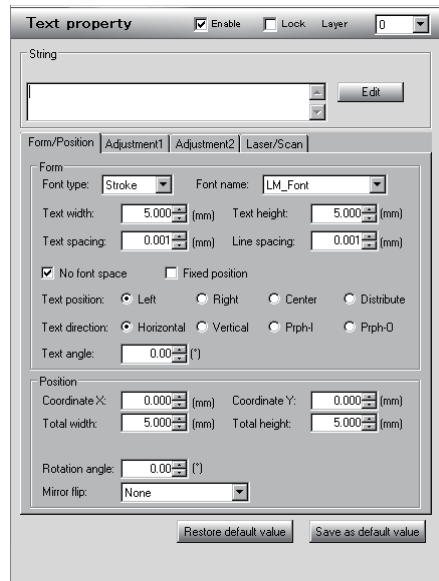 Text property Enable Lock Layer 0
String
Edit
Form/Position Adjustment1 Adjustment2 Laser/Scan
Form
Font type: Stroke Font name: LM_Font
Text width: 5.000 (mm) Text height: 5.000 (mm)
Text spacing: 0.001 (mm) Line spacing: 0.001 (mm)
No font space Fixed position
Text position: Left Right Center Distribute
Text direction: Horizontal Vertical Prph-I Prph-O
Text angle: 0.00 (°)
Position
Coordinate X: 0.000 (mm) Coordinate Y: 0.000 (mm)
Total width: 5.000 (mm) Total height: 5.000 (mm)
Rotation angle: 0.00 (°)
Mirror flip: None
Restore default value Save as default value